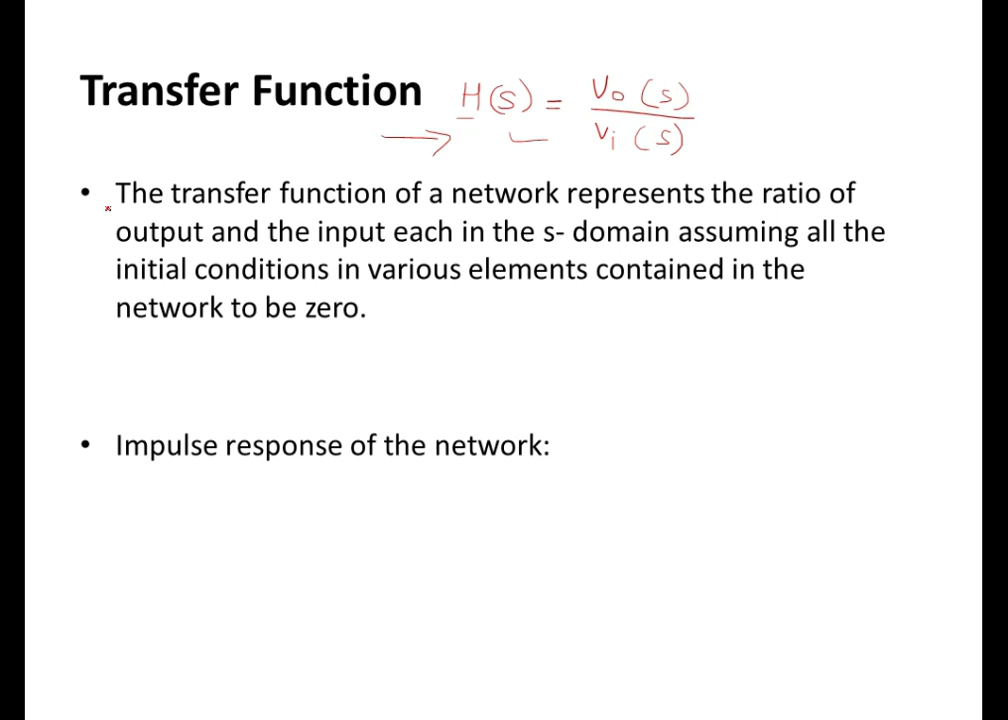 Transfer Function H(s) = Vo(s) / Vi(s)
• The transfer function of a network represents the ratio of
output and the input each in the s- domain assuming all the
initial conditions in various elements contained in the
network to be zero.
• Impulse response of the network: